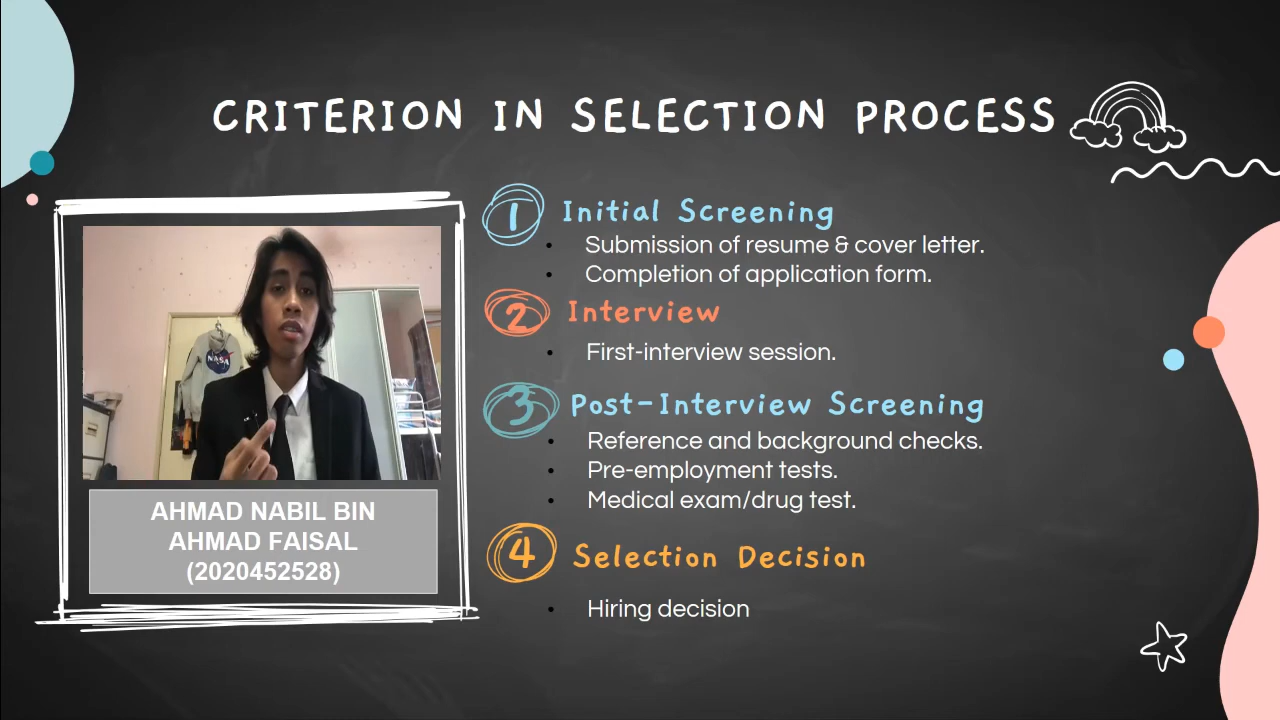 CRITERION IN SELECTION PROCESS
1 Initial Screening
• Submission of resume & cover letter.
• Completion of application form.
2 Interview
• First-interview session.
3 Post-Interview Screening
• Reference and background checks.
• Pre-employment tests.
• Medical exam/drug test.
4 Selection Decision
• Hiring decision
NASA
AHMAD NABIL BIN
AHMAD FAISAL
(2020452528)